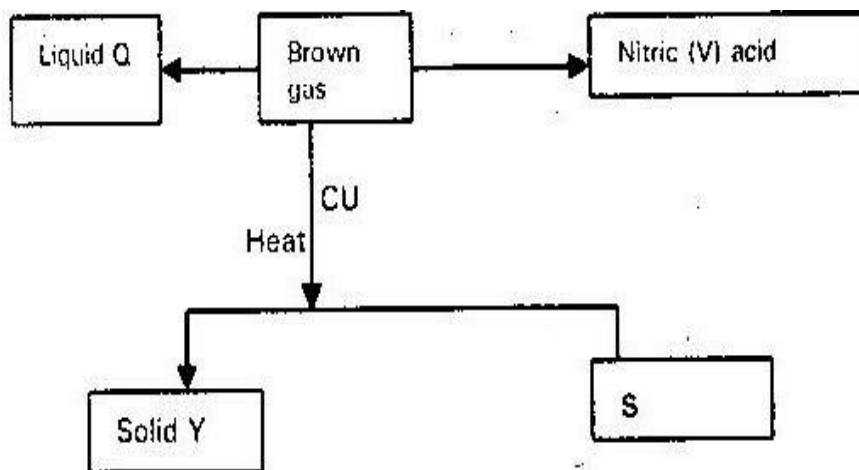 Liquid Q
Brown
gas
Nitric (V) acid
CU
Heat
Solid Y
S